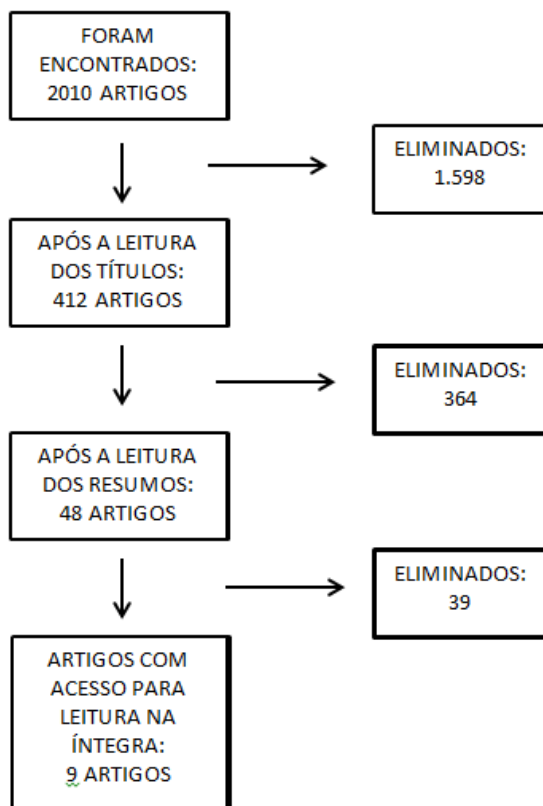 FORAM
ENCONTRADOS:
2010 ARTIGOS
ELIMINADOS:
1.598
APÓS A LEITURA
DOS TÍTULOS:
412 ARTIGOS
ELIMINADOS:
364
APÓS A LEITURA
DOS RESUMOS:
48 ARTIGOS
ELIMINADOS:
39
ARTIGOS COM
ACESSO PARA
LEITURA NA
ÍNTEGRA:
9 ARTIGOS